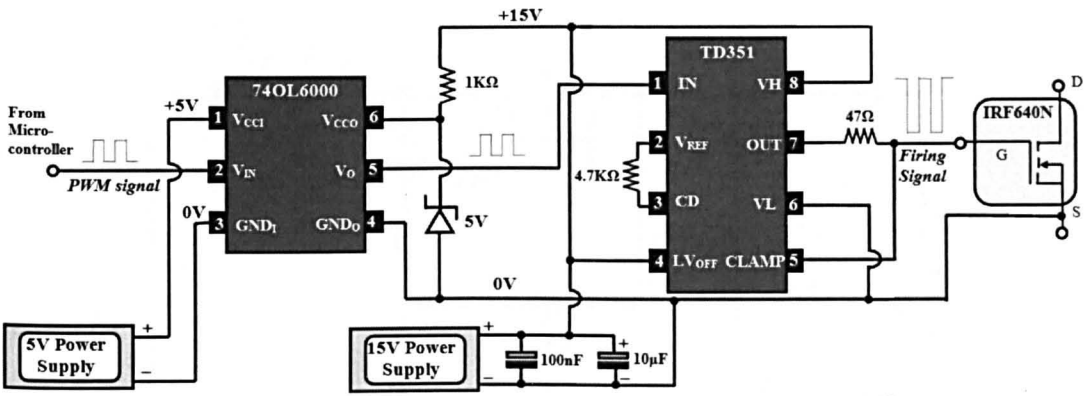 +15V
TD351
IRF640N
D
G
S
74OL6000
1KΩ
1 IN
VH 8
47Ω
From
Micro-
controller
+5V
1 VCCI
VCCO 6
2 VREF
OUT 7
Firing
Signal
PWM signal
2 VIN
VO 5
4.7KΩ
3 CD
VL 6
0V
3 GNDI
GNDO 4
5V
4 LVOFF
CLAMP 5
0V
5V Power
Supply
+
−
15V Power
Supply
+
−
100nF
+
10μF
−